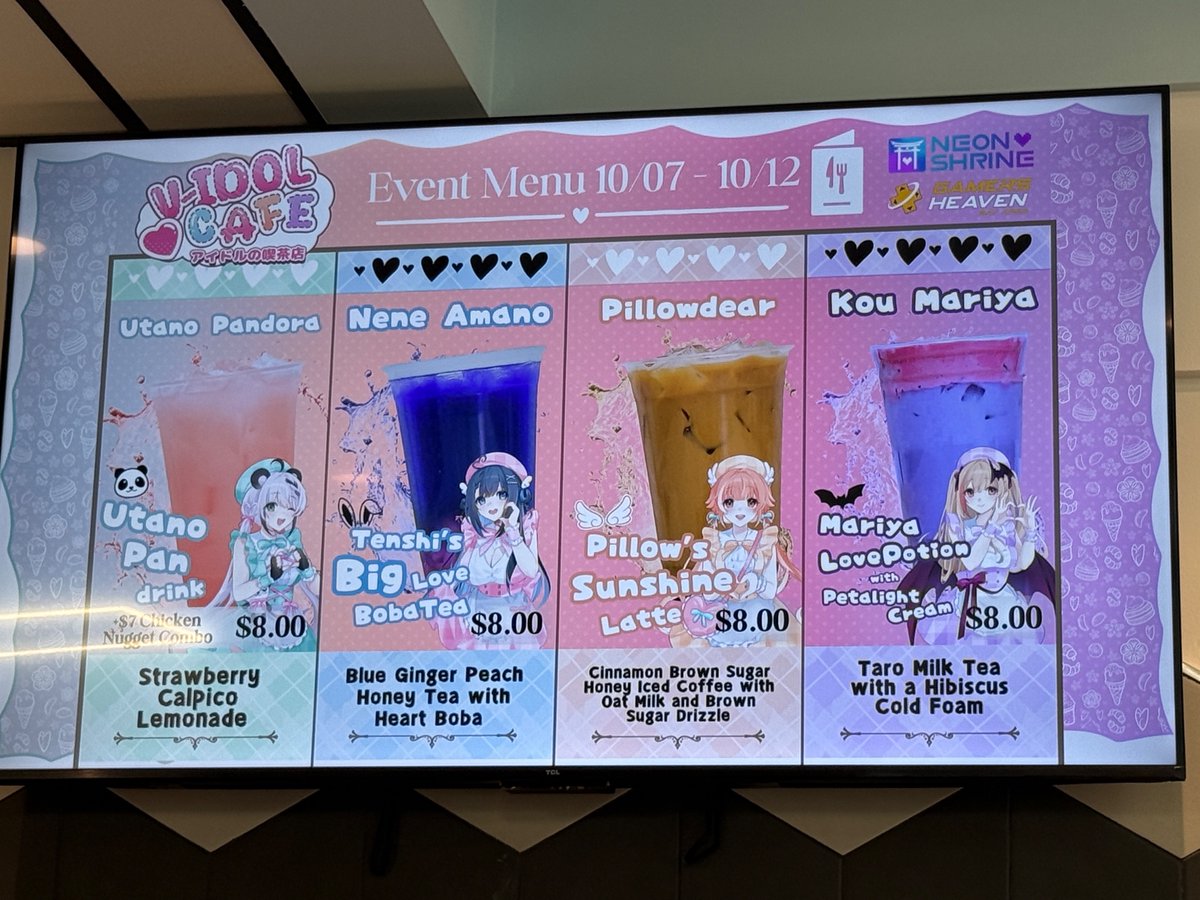 V-IDOL
CAFE
アイドルの喫茶店
Event Menu 10/07 - 10/12
NEON
SHRINE
GAMERS
HEAVEN
Utano Pandora
Utano
Pan
drink
+$7 Chicken
Nugget Combo
$8.00
Strawberry
Calpico
Lemonade
Nene Amano
Tenshi's
Big Love
Boba Tea
$8.00
Blue Ginger Peach
Honey Tea with
Heart Boba
Pillowdear
Pillow's
Sunshine
Latte
$8.00
Cinnamon Brown Sugar
Honey Iced Coffee with
Oat Milk and Brown
Sugar Drizzle
Kou Mariya
Mariya
LovePotion
with
Petalight
Cream
$8.00
Taro Milk Tea
with a Hibiscus
Cold Foam
TCL